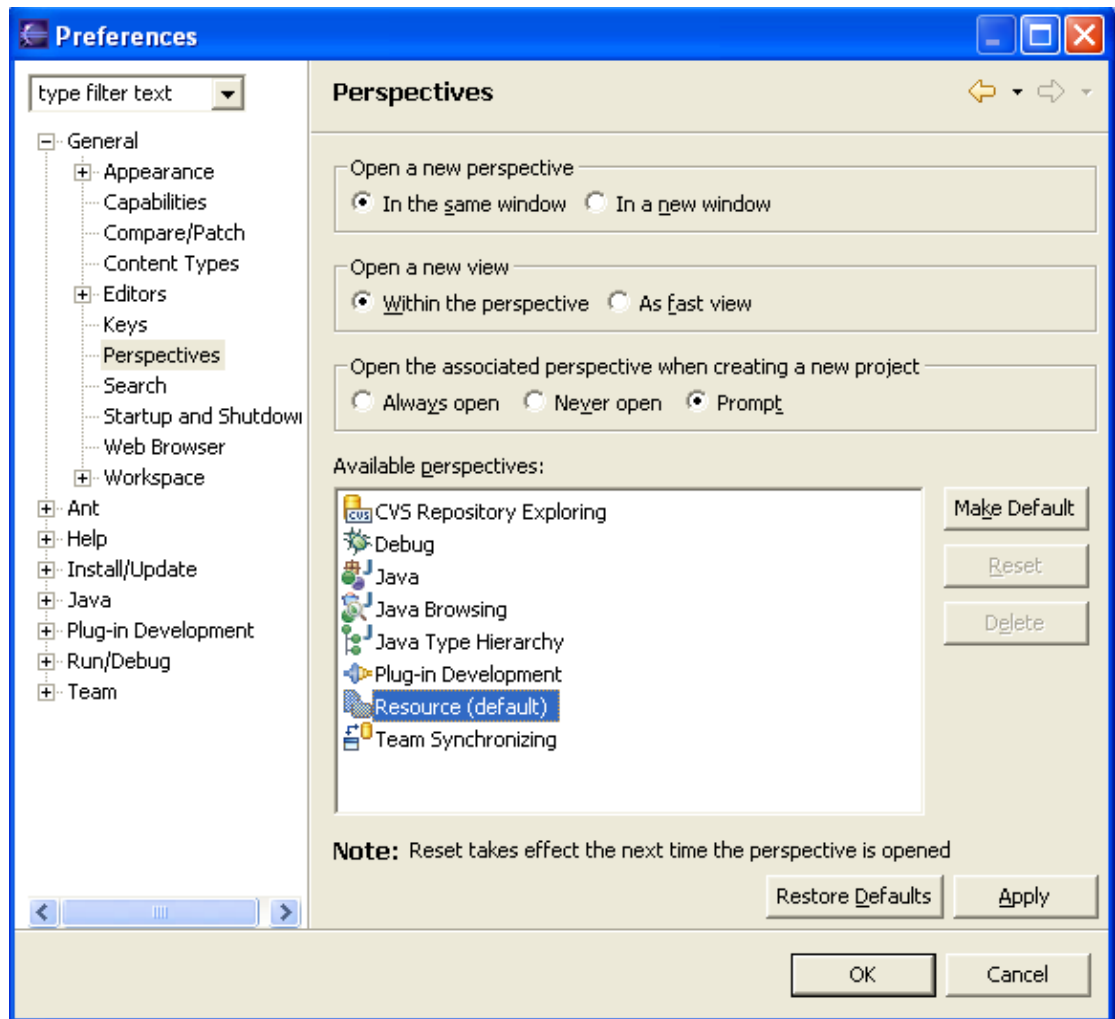 Preferences
type filter text
General
Appearance
Capabilities
Compare/Patch
Content Types
Editors
Keys
Perspectives
Search
Startup and Shutdow
Web Browser
Workspace
Ant
Help
Install/Update
Java
Plug-in Development
Run/Debug
Team
Perspectives
Open a new perspective
In the same window In a new window
Open a new view
Within the perspective As fast view
Open the associated perspective when creating a new project
Always open Never open Prompt
Available perspectives:
CVS Repository Exploring
Debug
Java
Java Browsing
Java Type Hierarchy
Plug-in Development
Resource (default)
Team Synchronizing
Make Default
Reset
Delete
Note: Reset takes effect the next time the perspective is opened
Restore Defaults Apply
OK Cancel